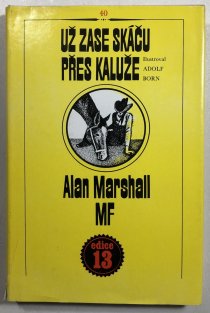 40
UŽ ZASE SKÁČU
PŘES KALUŽE
Ilustroval
ADOLF
BORN
Alan Marshall
MF
edice
13